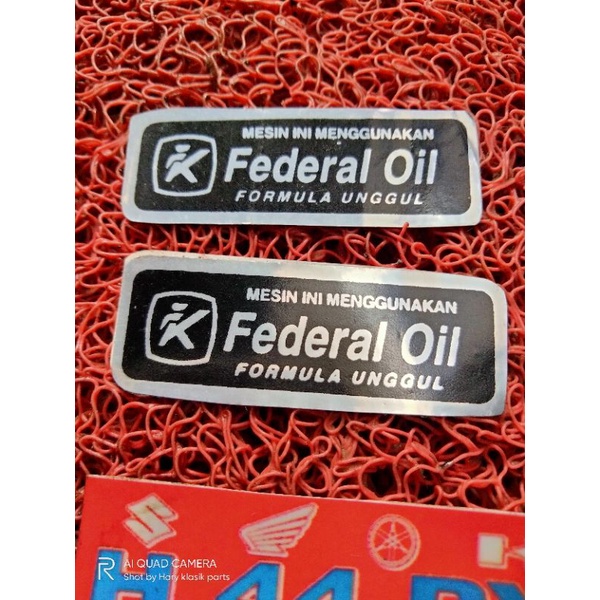 MESIN INI MENGGUNAKAN
Federal Oil
FORMULA UNGGUL
MESIN INI MENGGUNAKAN
Federal Oil
FORMULA UNGGUL
AI QUAD CAMERA
Shot by Hary klasik parts